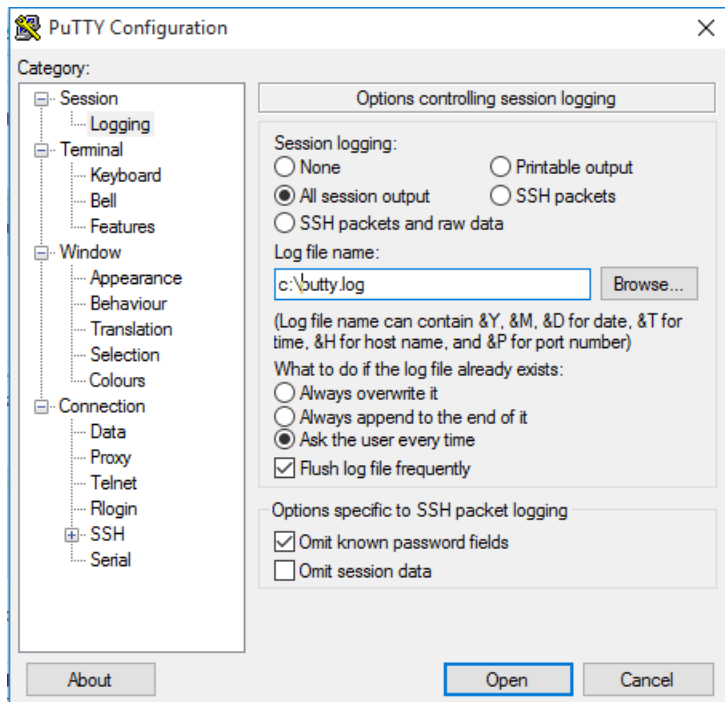 PuTTY Configuration
Category:
Session
Logging
Terminal
Keyboard
Bell
Features
Window
Appearance
Behaviour
Translation
Selection
Colours
Connection
Data
Proxy
Telnet
Rlogin
SSH
Serial
Options controlling session logging
Session logging:
None
Printable output
All session output
SSH packets
SSH packets and raw data
Log file name:
c:\putty.log
Browse...
(Log file name can contain &Y, &M, &D for date, &T for
time, &H for host name, and &P for port number)
What to do if the log file already exists:
Always overwrite it
Always append to the end of it
Ask the user every time
Flush log file frequently
Options specific to SSH packet logging
Omit known password fields
Omit session data
About
Open
Cancel